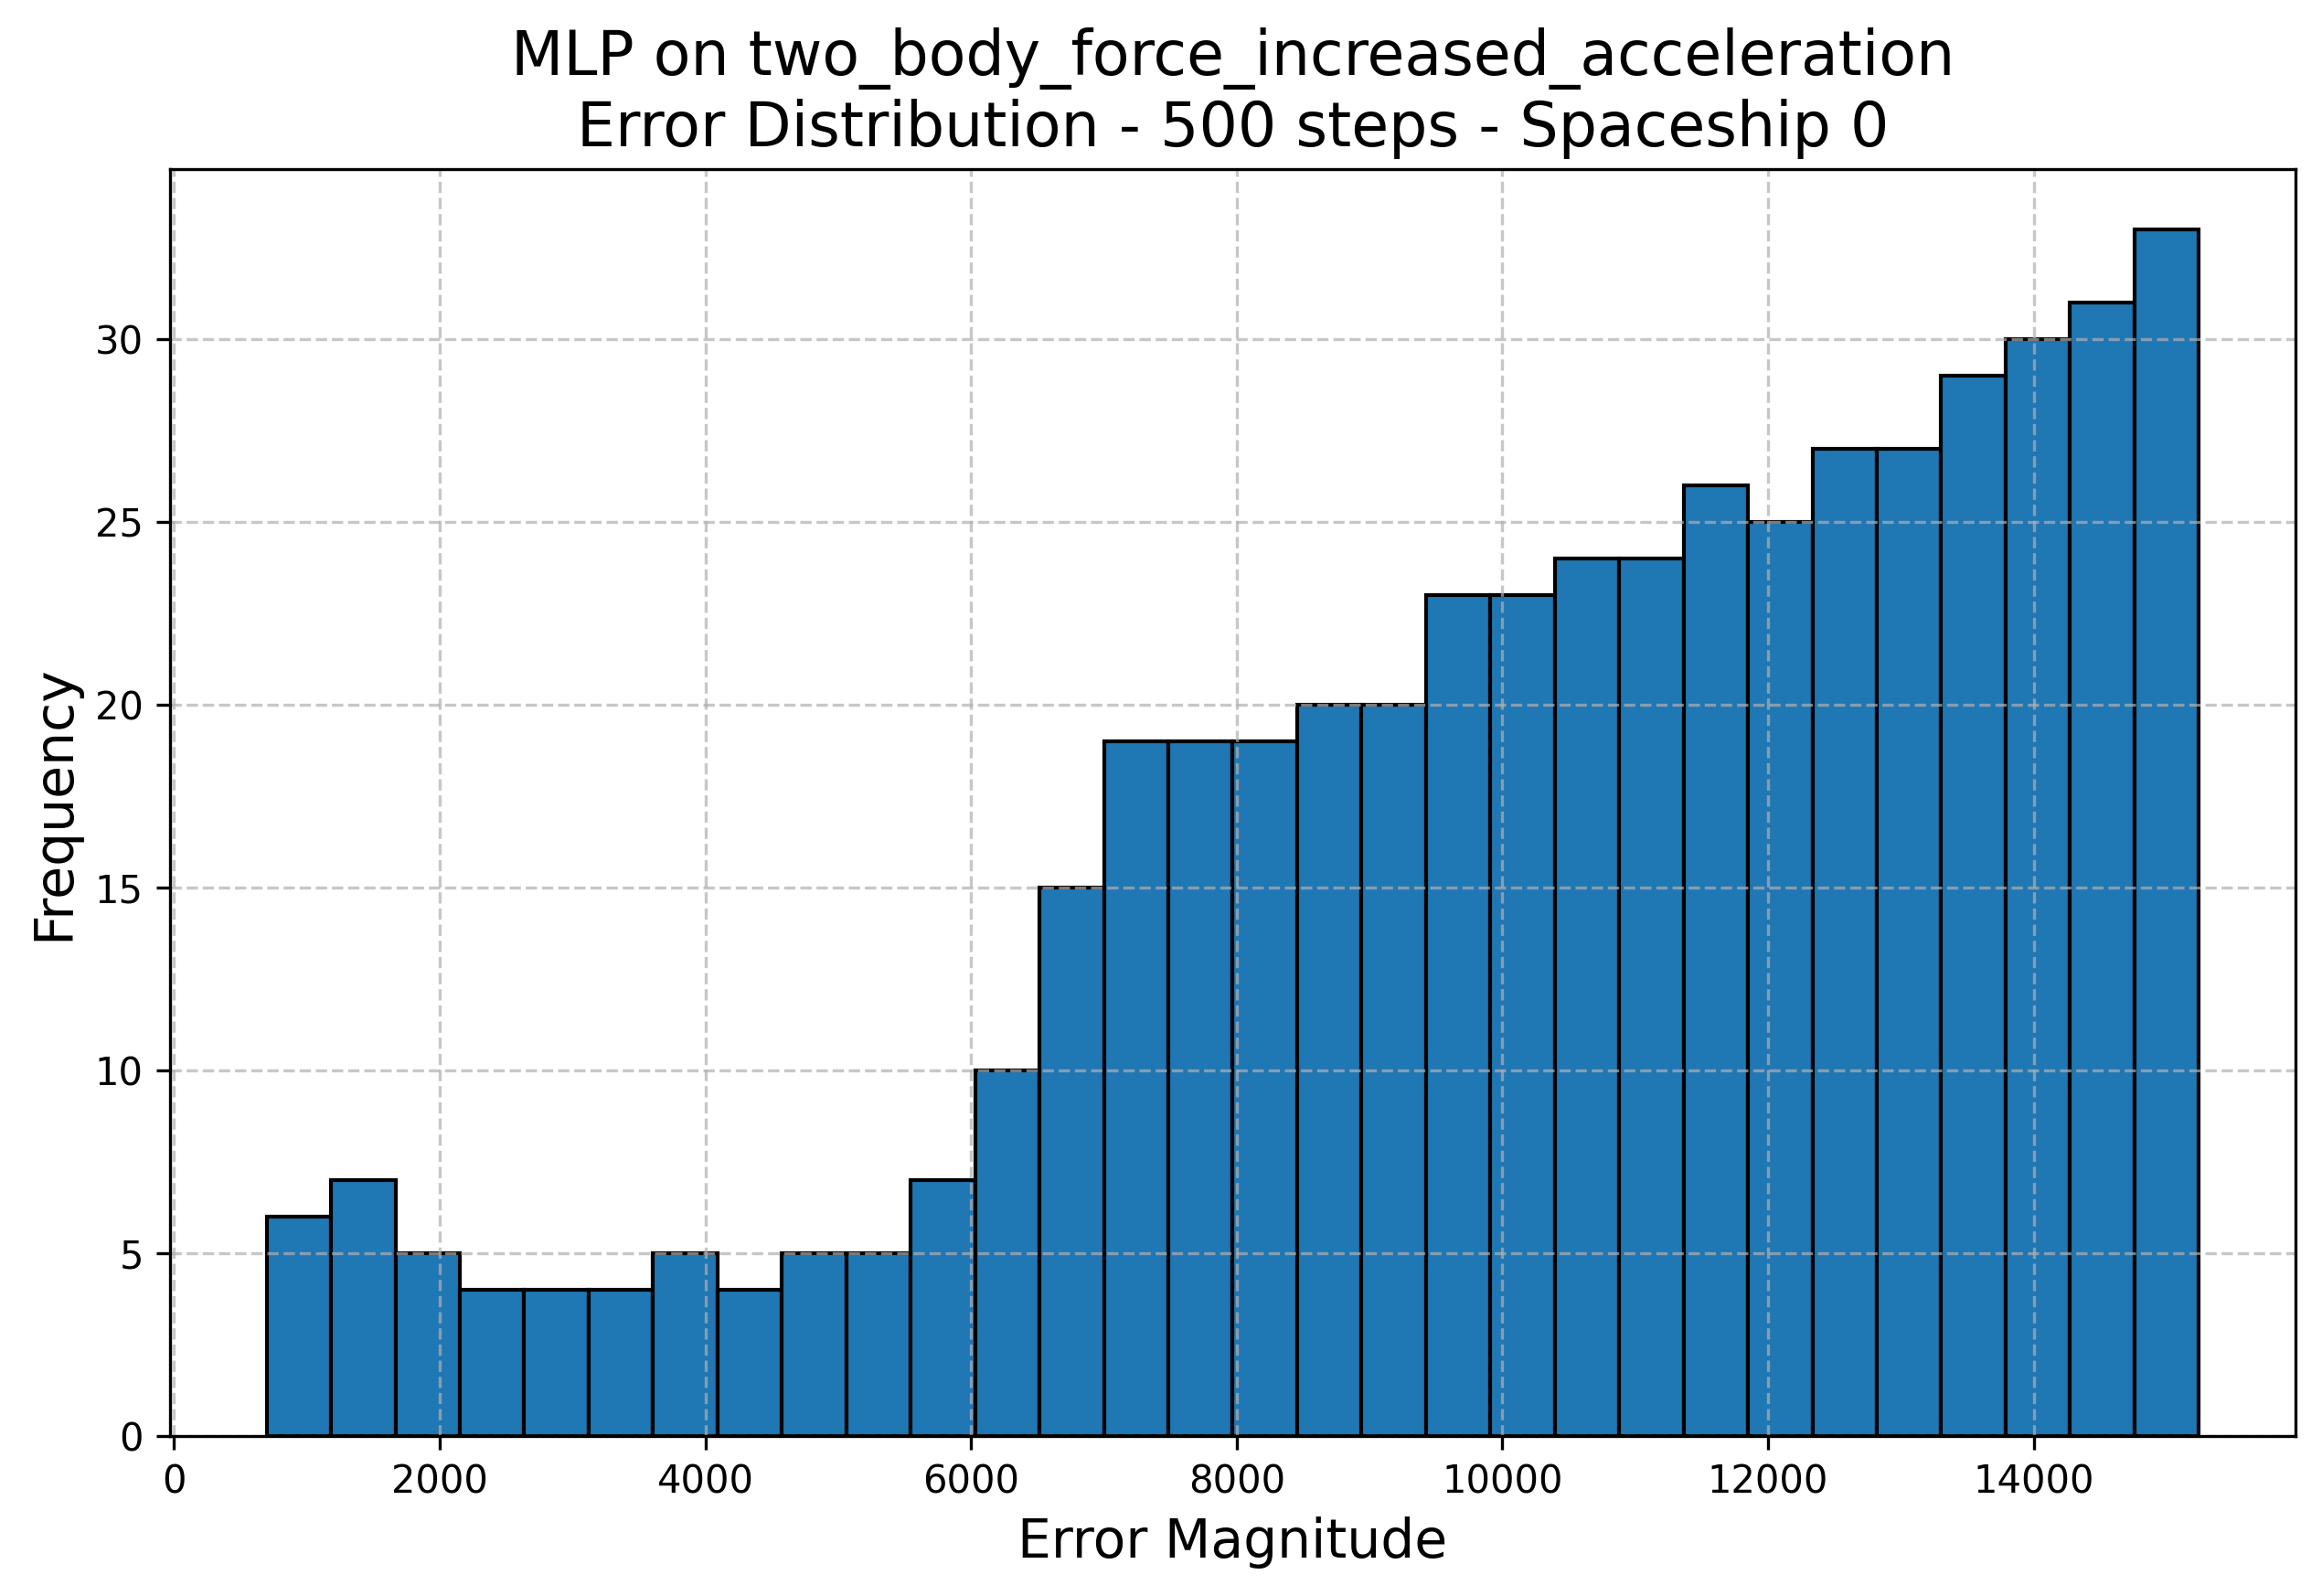 MLP on two_body_force_increased_acceleration
Error Distribution - 500 steps - Spaceship 0
Frequency
30
25
20
15
10
5
0
0 2000 4000 6000 8000 10000 12000 14000
Error Magnitude